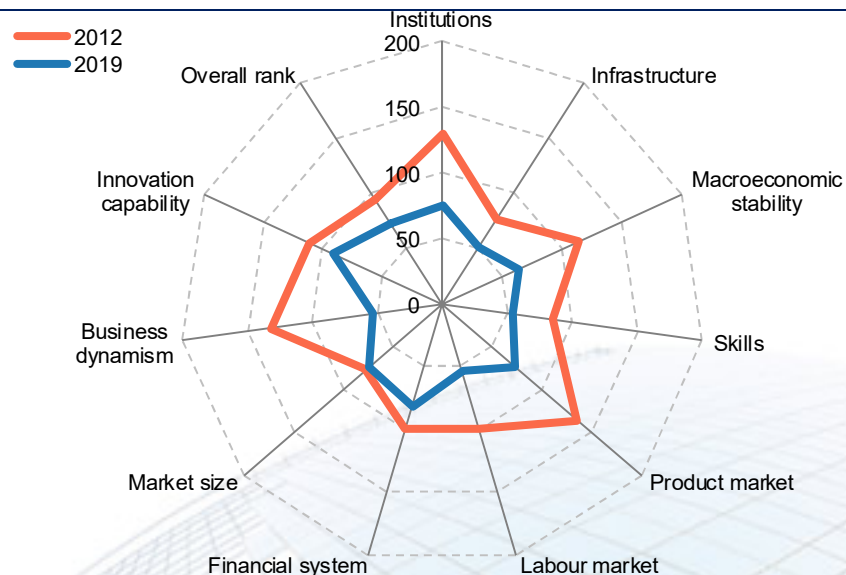 Institutions
2012
2019
200
150
100
50
0
Infrastructure
Macroeconomic
stability
Skills
Product market
Labour market
Financial system
Market size
Business
dynamism
Innovation
capability
Overall rank